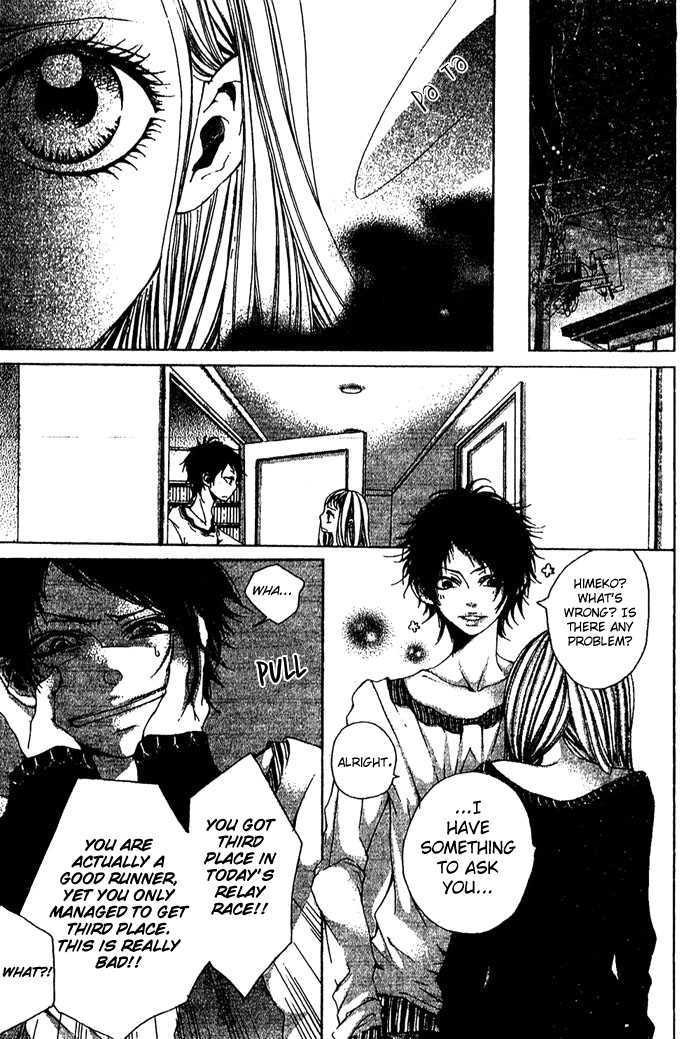 PO TO
HIMEKO?
WHAT'S
WRONG? IS
THERE ANY
PROBLEM?
ALRIGHT.
...I
HAVE
SOMETHING
TO ASK
YOU...
WHA...
PULL
YOU GOT
THIRD
PLACE IN
TODAY'S
RELAY
RACE!!
YOU ARE
ACTUALLY A
GOOD RUNNER,
YET YOU ONLY
MANAGED TO GET
THIRD PLACE.
THIS IS REALLY
BAD!!
WHAT?!